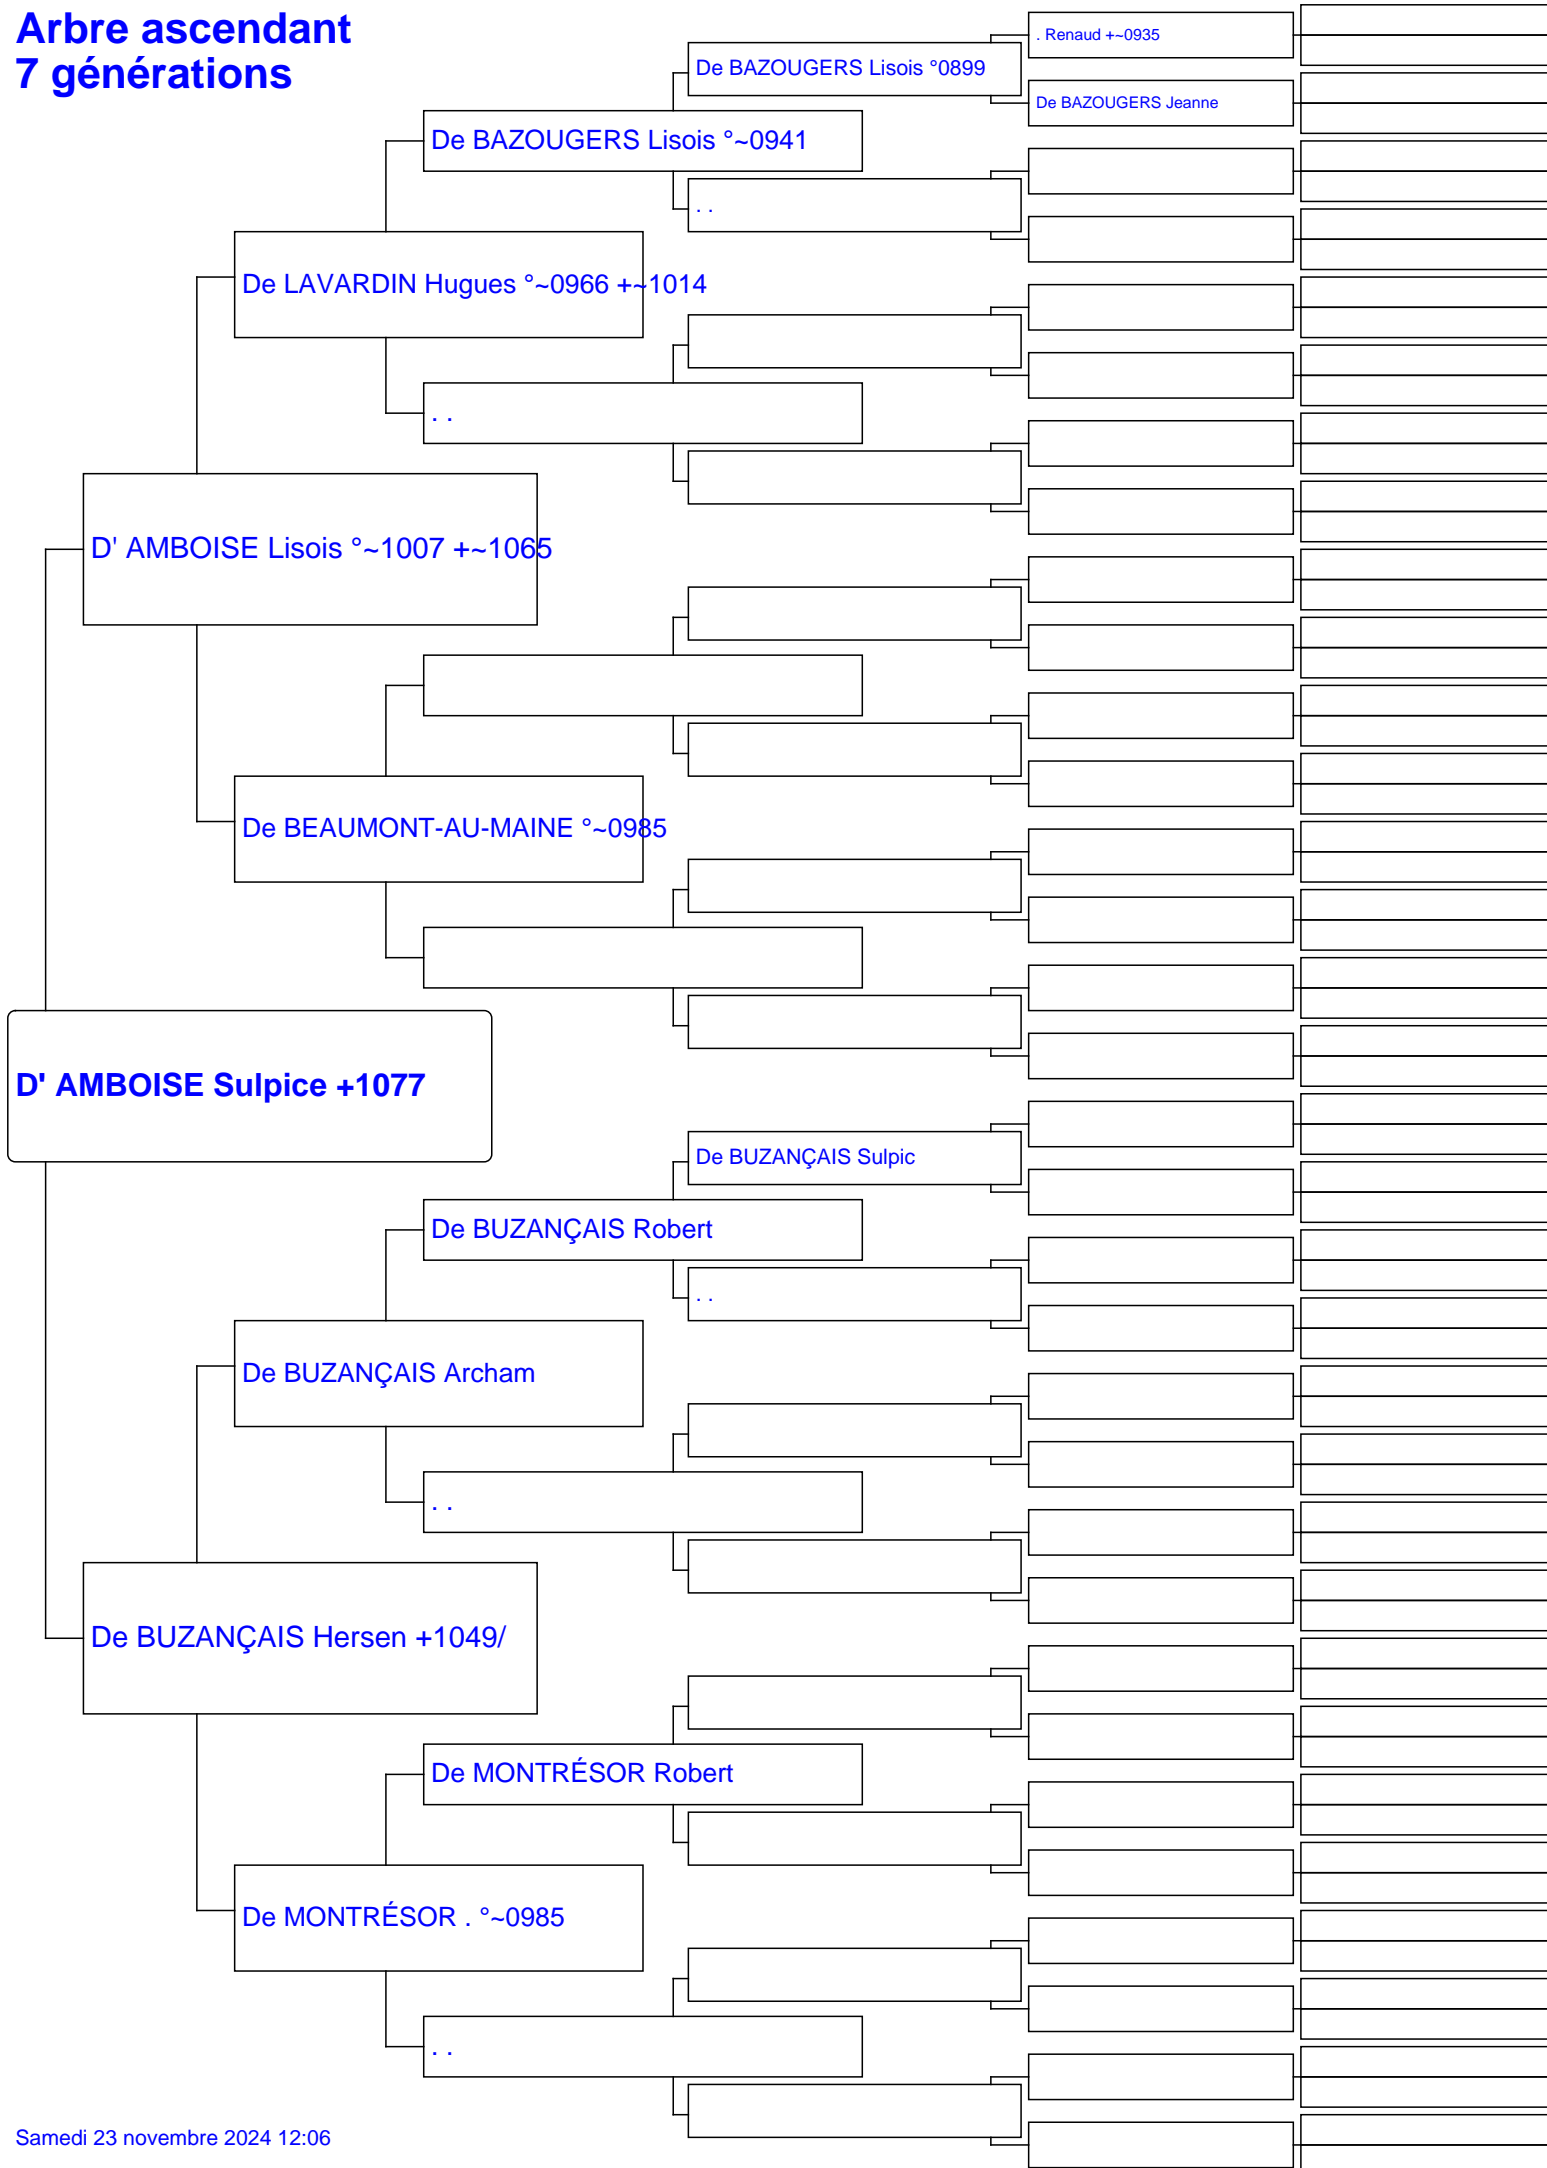 Arbre ascendant
7 générations
. Renaud +~0935
De BAZOUGERS Lisois °0899
De BAZOUGERS Jeanne
De BAZOUGERS Lisois °~0941
. .
De LAVARDIN Hugues °~0966 +~1014
. .
D' AMBOISE Lisois °~1007 +~1065
De BEAUMONT-AU-MAINE °~0985
D' AMBOISE Sulpice +1077
De BUZANÇAIS Sulpic
De BUZANÇAIS Robert
. .
De BUZANÇAIS Archam
. .
De BUZANÇAIS Hersen +1049/
De MONTRÉSOR Robert
De MONTRÉSOR . °~0985
. .
Samedi 23 novembre 2024 12:06